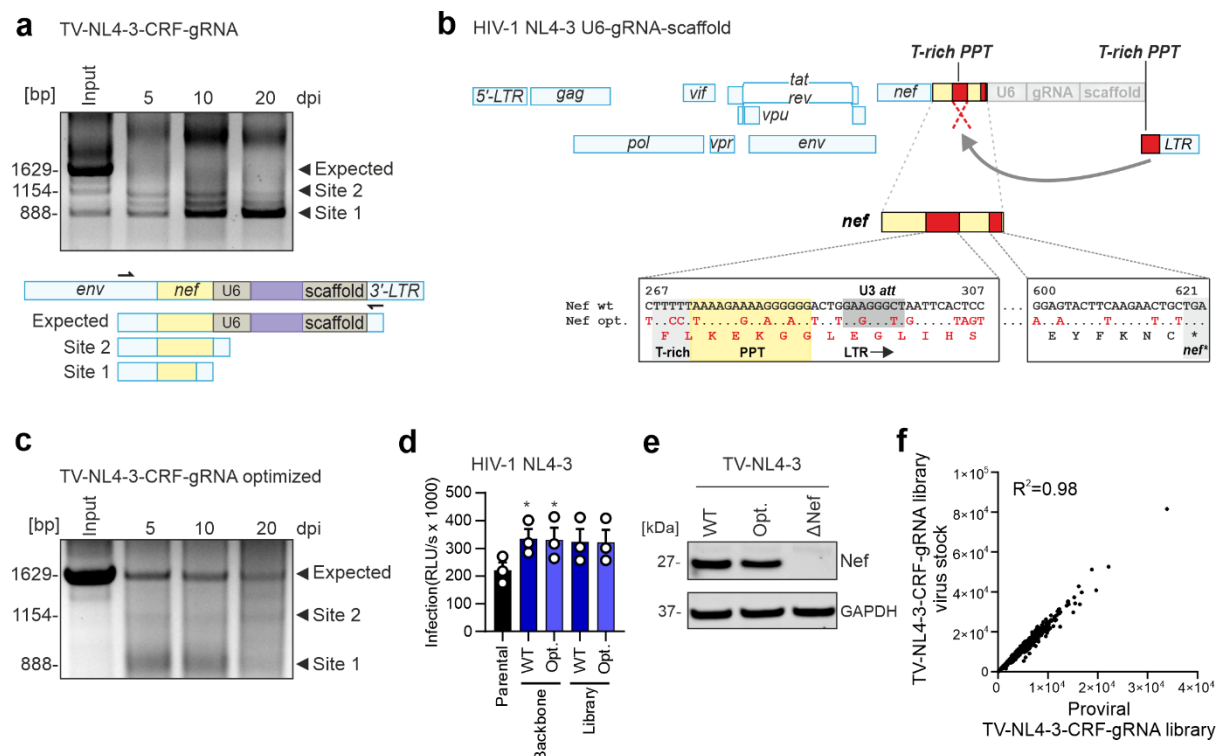 a TV-NL4-3-CRF-gRNA
[bp] Input 5 10 20 dpi
1629- Expected
1154- Site 2
888- Site 1
env nef U6 scaffold 3'-LTR
Expected U6 scaffold
Site 2
Site 1
b HIV-1 NL4-3 U6-gRNA-scaffold
T-rich PPT T-rich PPT
5'-LTR gag vif tat rev vpu nef U6 gRNA scaffold
pol vpr env LTR
nef
267 U3 att 307 600 621
Nef wt CTTTTTAAAAGAAAAGGGGGGACTGGAAGGGCTAATTCACTCC ... GGAGTACTTCAAGAACTGCTGA
Nef opt. T..CC.T.....G..A..A..T..T...G..T..G.....TAGT ....A..A........T.....T..T...
F L K E K G G L E G L I H S E Y F K N C *
T-rich PPT LTR nef*
c TV-NL4-3-CRF-gRNA optimized
[bp] Input 5 10 20 dpi
1629- Expected
1154- Site 2
888- Site 1
d HIV-1 NL4-3
Infection(RLU/s x 1000)
500
400
300
200
100
0
* *
Parental WT Opt. WT Opt.
Backbone Library
e TV-NL4-3
[kDa] WT Opt. ΔNef
27- Nef
37- GAPDH
f
TV-NL4-3-CRF-gRNA library
virus stock
1×10⁵
8×10⁴
6×10⁴
4×10⁴
2×10⁴
0
R²=0.98
0 1×10⁴ 2×10⁴ 3×10⁴ 4×10⁴
Proviral
TV-NL4-3-CRF-gRNA library